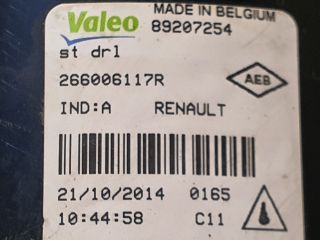 Valeo MADE IN BELGIUM
89207254
st drl
266006117R AEB
IND:A RENAULT
21/10/2014 0165
10:44:58 C11